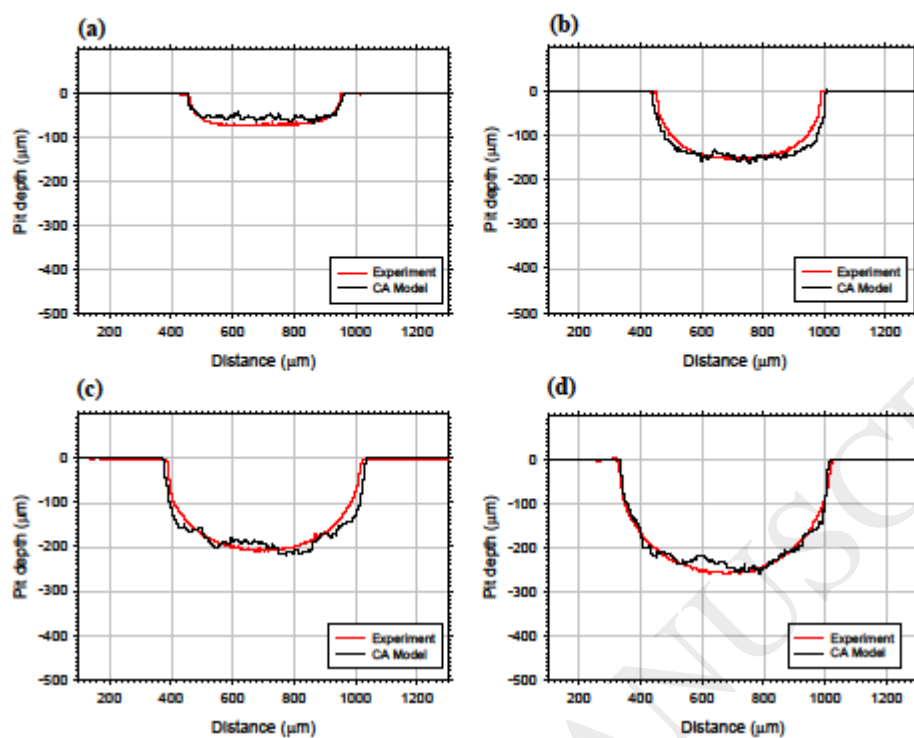 (a)
0
-100
-200
-300
-400
-500
Pit depth (μm)
Experiment
CA Model
200 400 600 800 1000 1200
Distance (μm)
(b)
0
-100
-200
-300
-400
-500
Pit depth (μm)
Experiment
CA Model
200 400 600 800 1000 1200
Distance (μm)
(c)
0
-100
-200
-300
-400
-500
Pit depth (μm)
Experiment
CA Model
200 400 600 800 1000 1200
Distance (μm)
(d)
0
-100
-200
-300
-400
-500
Pit depth (μm)
Experiment
CA Model
200 400 600 800 1000 1200
Distance (μm)
ANUSC